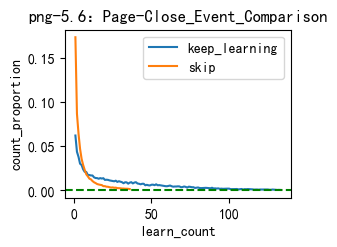 png-5.6: Page-Close_Event_Comparison
keep_learning
skip
count_proportion
0.15
0.10
0.05
0.00
0
50
100
learn_count